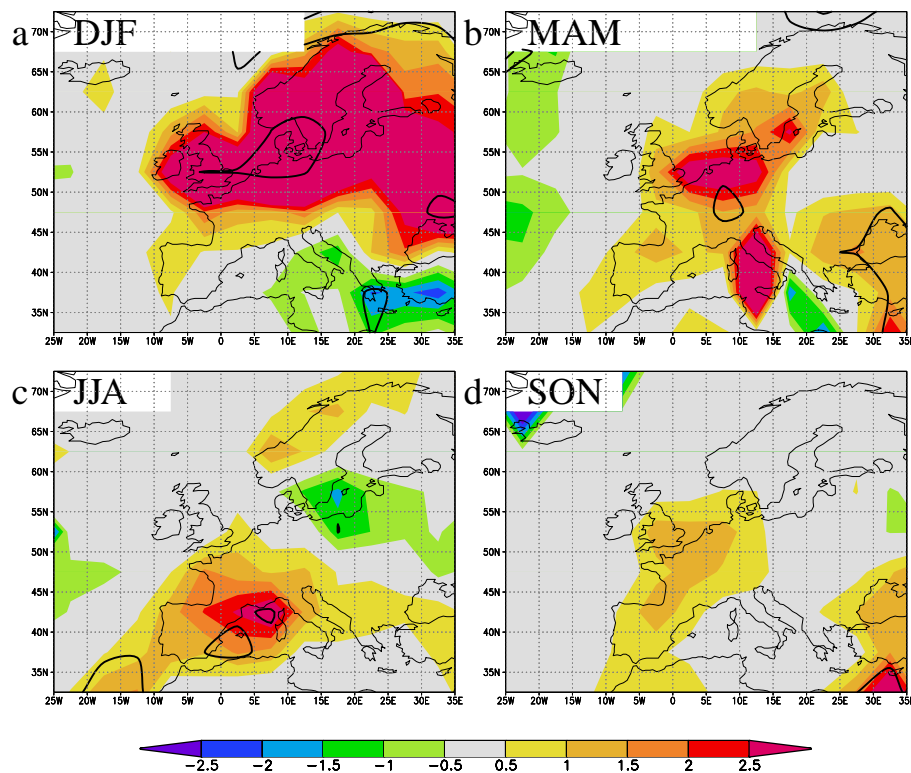 a DJF
b MAM
70N
65N
60N
55N
50N
45N
40N
35N
25W 20W 15W 10W 5W 0 5E 10E 15E 20E 25E 30E 35E
70N
65N
60N
55N
50N
45N
40N
35N
25W 20W 15W 10W 5W 0 5E 10E 15E 20E 25E 30E 35E
c JJA
d SON
70N
65N
60N
55N
50N
45N
40N
35N
25W 20W 15W 10W 5W 0 5E 10E 15E 20E 25E 30E 35E
70N
65N
60N
55N
50N
45N
40N
35N
25W 20W 15W 10W 5W 0 5E 10E 15E 20E 25E 30E 35E
−2.5 −2 −1.5 −1 −0.5 0.5 1 1.5 2 2.5